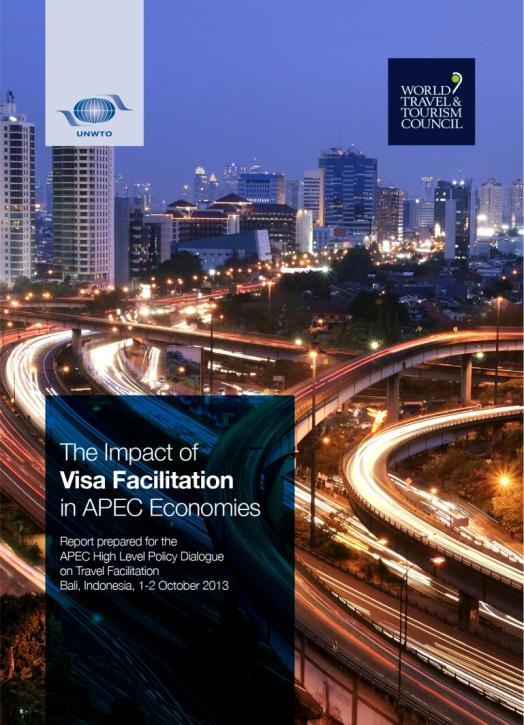 UNWTO
WORLD
TRAVEL &
TOURISM
COUNCIL
The Impact of
Visa Facilitation
in APEC Economies
Report prepared for the
APEC High Level Policy Dialogue
on Travel Facilitation
Bali, Indonesia, 1-2 October 2013